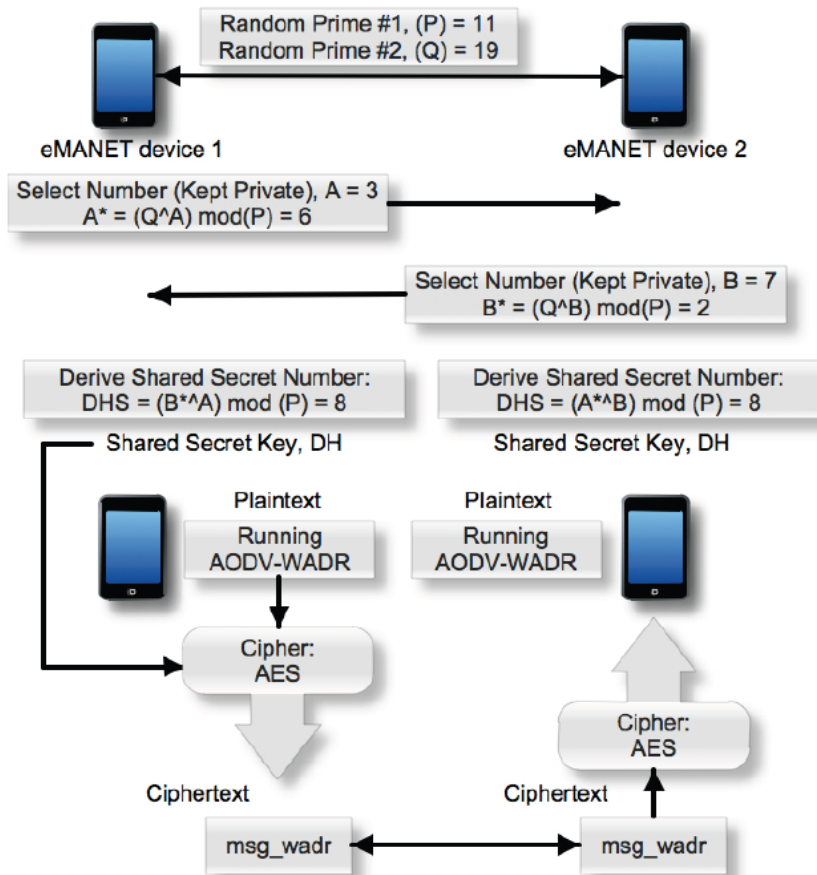 Random Prime #1, (P) = 11
Random Prime #2, (Q) = 19
eMANET device 1
eMANET device 2
Select Number (Kept Private), A = 3
A* = (Q^A) mod(P) = 6
Select Number (Kept Private), B = 7
B* = (Q^B) mod(P) = 2
Derive Shared Secret Number:
DHS = (B*^A) mod (P) = 8
Derive Shared Secret Number:
DHS = (A*^B) mod (P) = 8
Shared Secret Key, DH
Shared Secret Key, DH
Plaintext
Plaintext
Running
AODV-WADR
Running
AODV-WADR
Cipher:
AES
Cipher:
AES
Ciphertext
Ciphertext
msg_wadr
msg_wadr